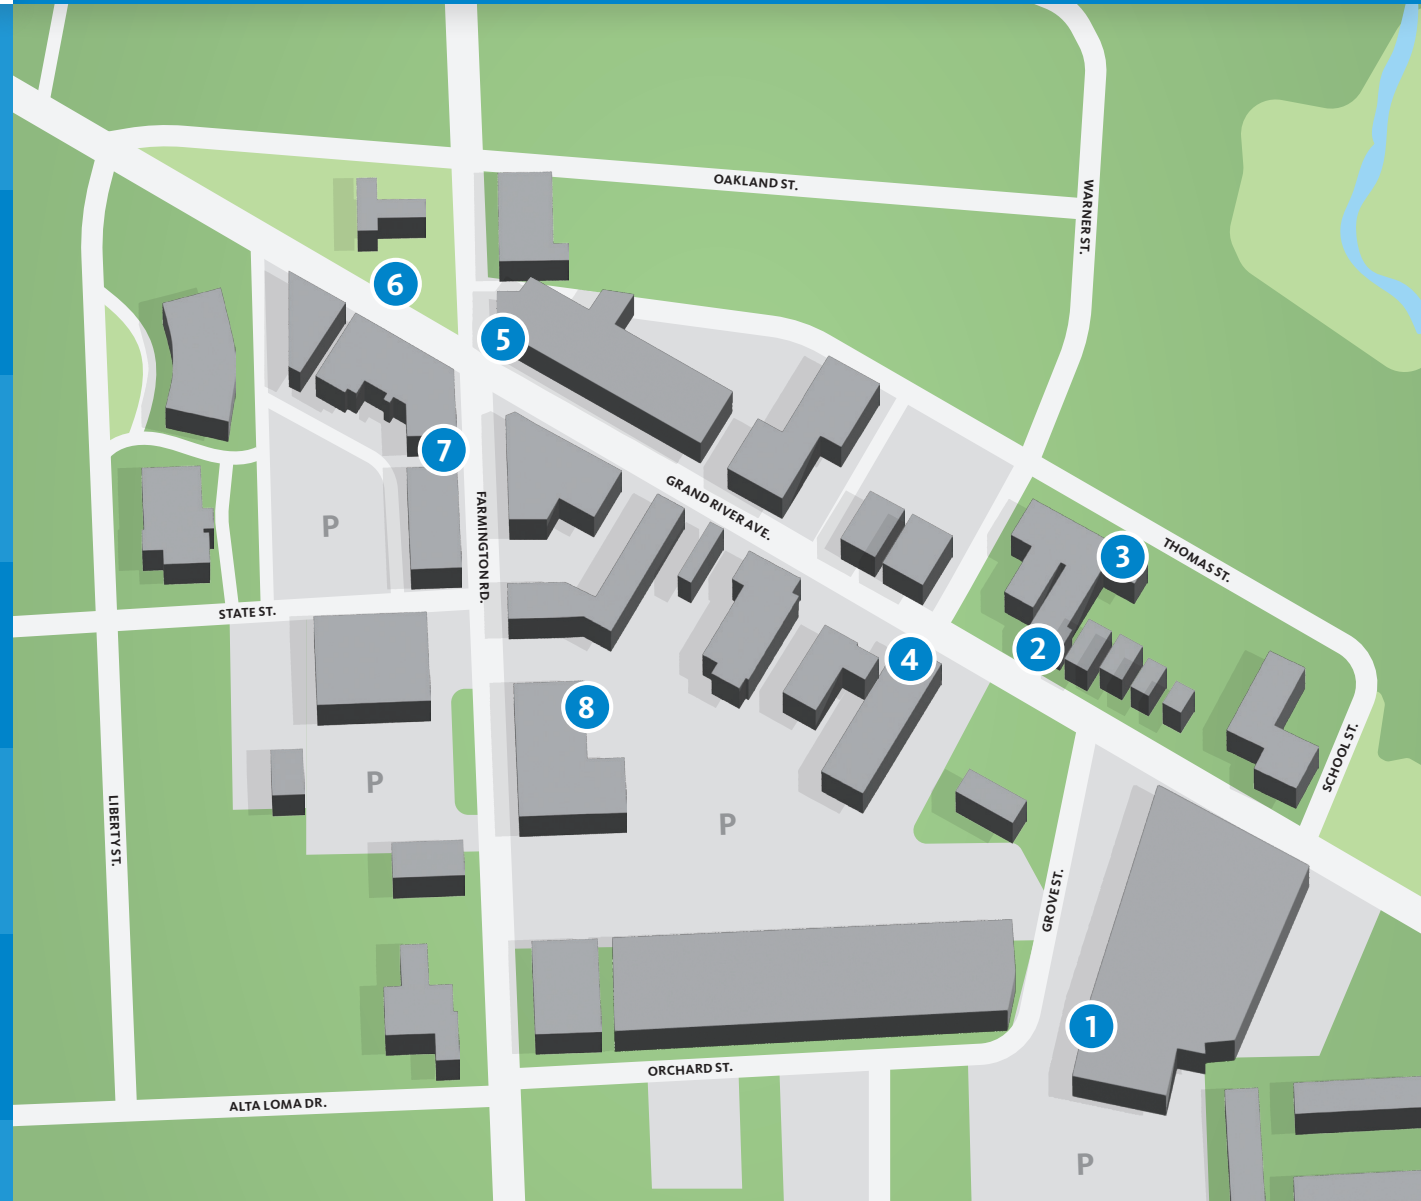 OAKLAND ST.
WARNER ST.
6
5
7
GRAND RIVER AVE.
P
FARMINGTON RD.
3
THOMAS ST.
STATE ST.
2
4
8
SCHOOL ST.
P
P
LIBERTY ST.
GROVE ST.
1
ORCHARD ST.
ALTA LOMA DR.
P